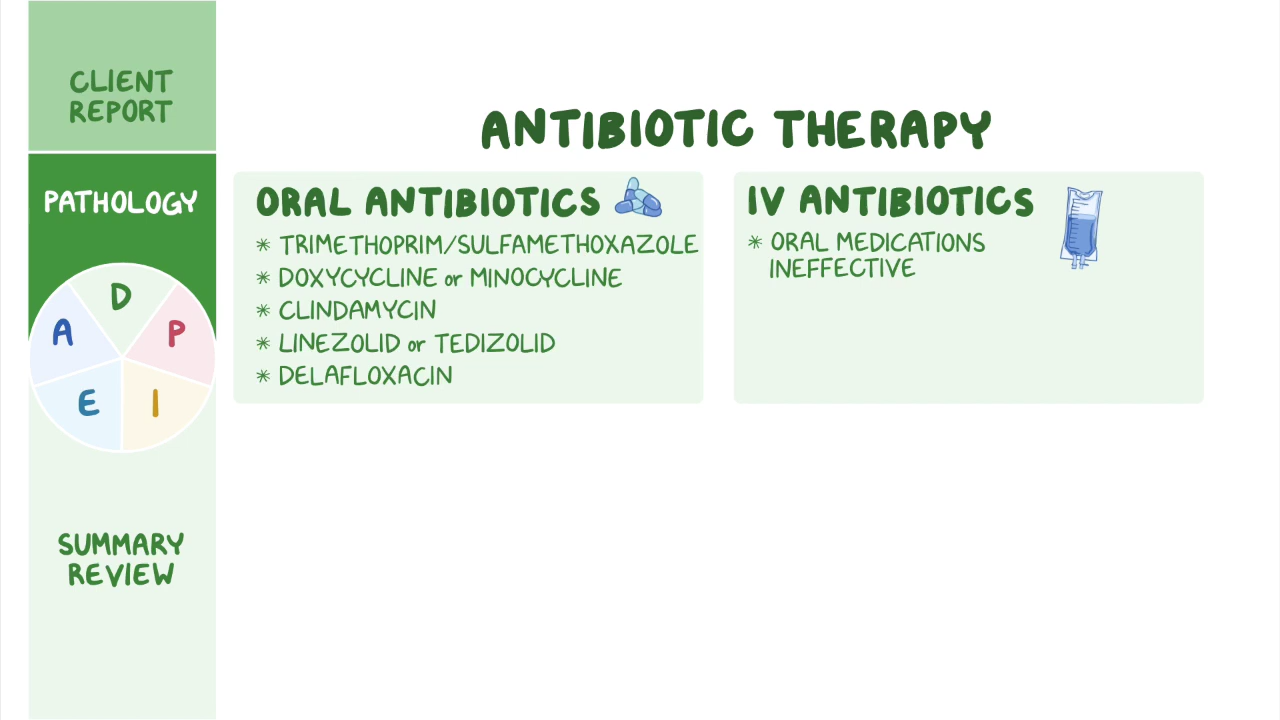 CLIENT
REPORT
PATHOLOGY
D
A
P
E
I
SUMMARY
REVIEW
ANTIBIOTIC THERAPY
ORAL ANTIBIOTICS
* TRIMETHOPRIM/SULFAMETHOXAZOLE
* DOXYCYCLINE or MINOCYCLINE
* CLINDAMYCIN
* LINEZOLID or TEDIZOLID
* DELAFLOXACIN
IV ANTIBIOTICS
* ORAL MEDICATIONS
INEFFECTIVE